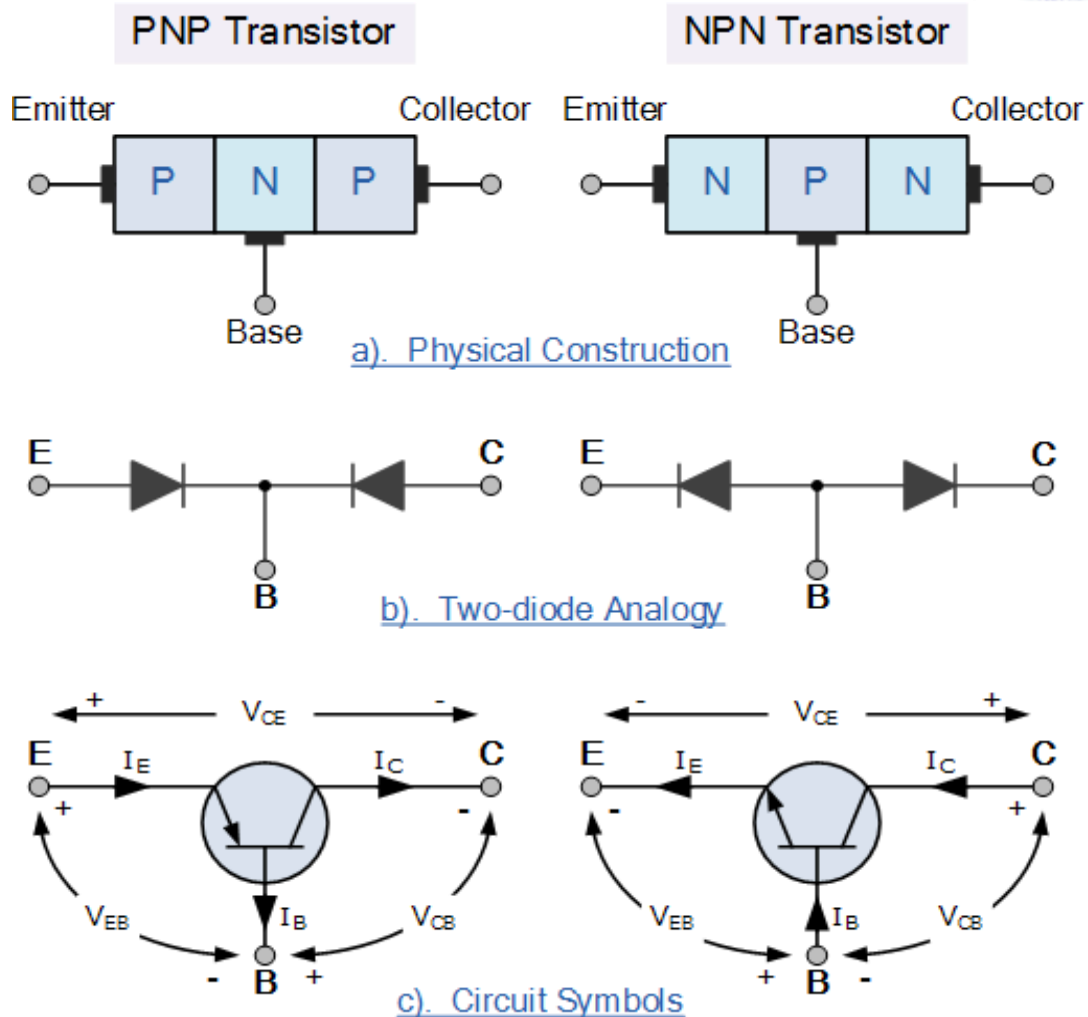 PNP Transistor NPN Transistor
Emitter Collector Emitter Collector
P N P N P N
Base Base
a). Physical Construction
E C E C
B B
b). Two-diode Analogy
+ VCE - - VCE +
E IE IC C E IE IC C
+ - - +
VEB IB VCB VEB IB VCB
- B + + B -
c). Circuit Symbols